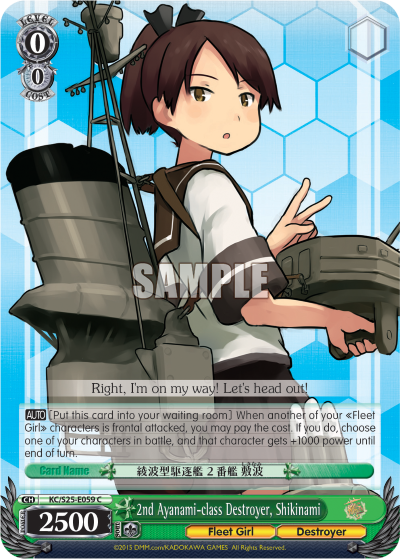 LEVEL
0
0
COST
SAMPLE
Right, I'm on my way! Let's head out!
AUTO [Put this card into your waiting room] When another of your «Fleet
Girl» characters is frontal attacked, you may pay the cost. If you do, choose
one of your characters in battle, and that character gets +1000 power until
end of turn.
Card Name 綾波型駆逐艦 2番艦 敷波
CH KC/S25-E059 C
2500
2nd Ayanami-class Destroyer, Shikinami
Fleet Girl Destroyer
©2015 DMM.com/KADOKAWA GAMES All Rights Reserved.